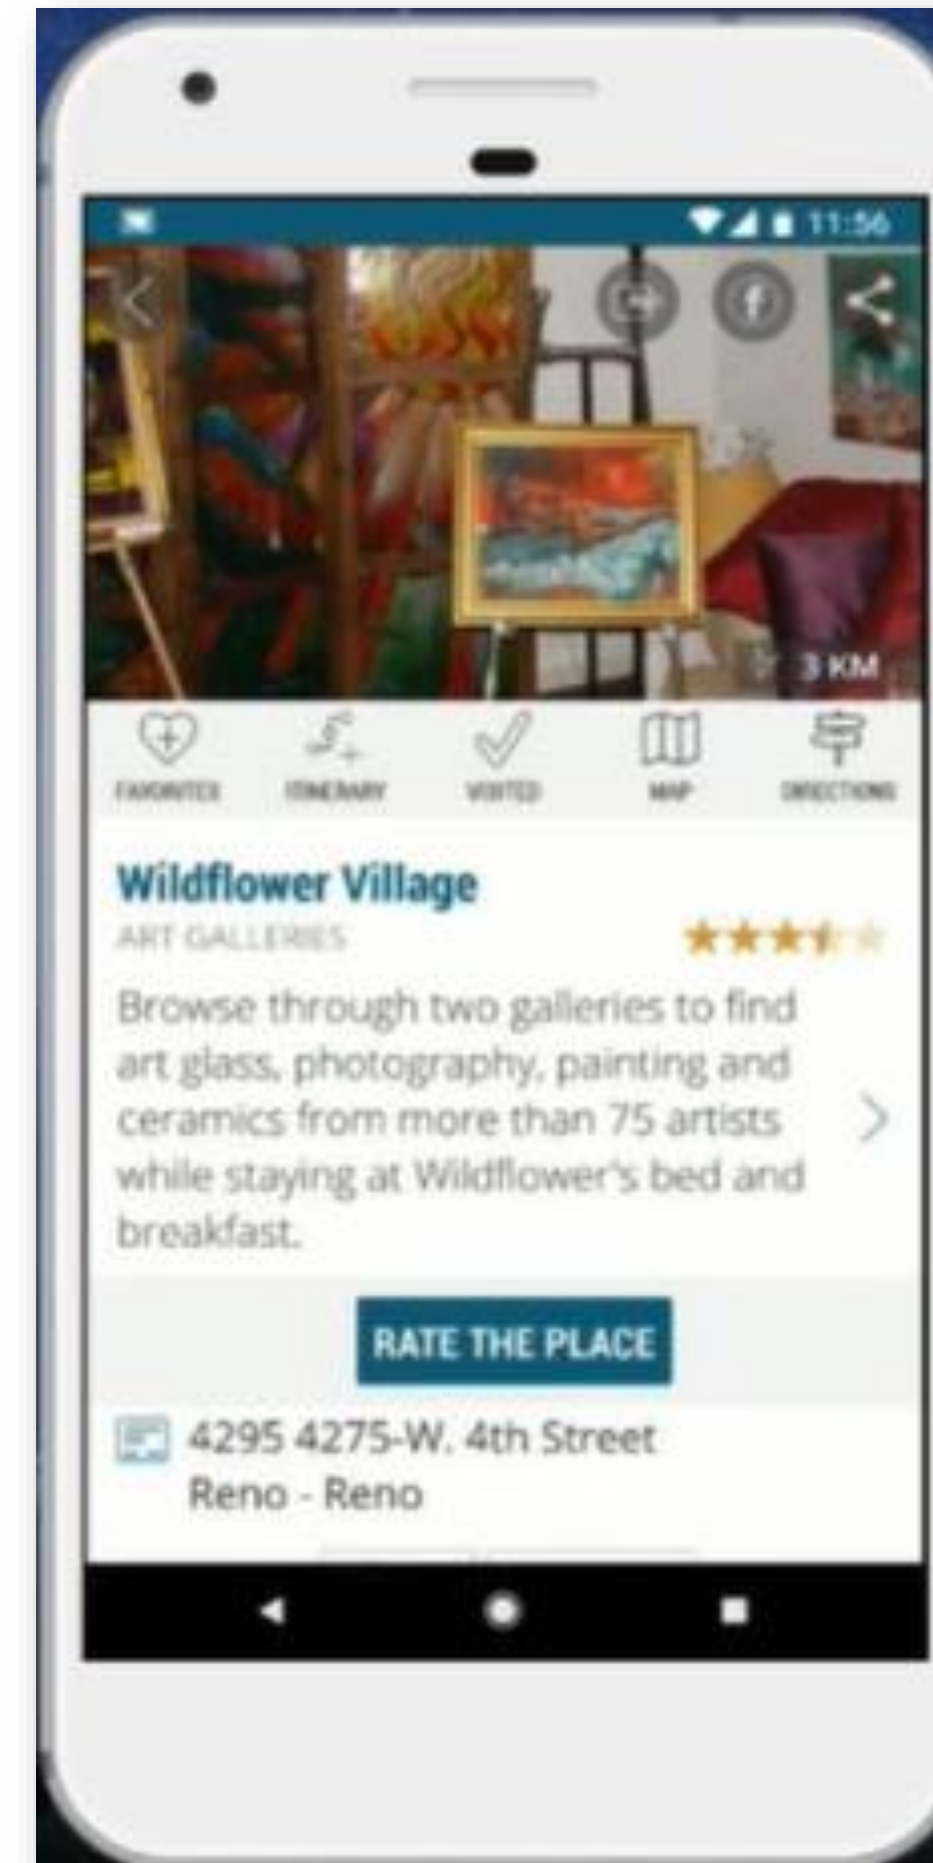 11:56
f
3 KM
FAVORITES
ITINERARY
VISITED
MAP
DIRECTIONS
Wildflower Village
ART GALLERIES
Browse through two galleries to find
art glass, photography, painting and
ceramics from more than 75 artists
while staying at Wildflower's bed and
breakfast.
RATE THE PLACE
4295 4275-W. 4th Street
Reno - Reno